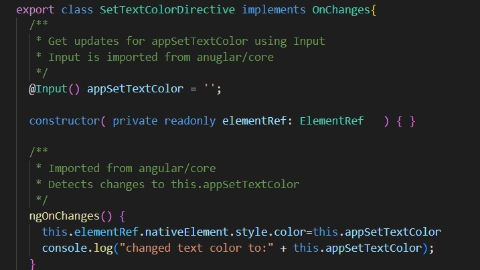 export class SetTextColorDirective implements OnChanges{
/**
* Get updates for appSetTextColor using Input
* Input is imported from anuglar/core
*/
@Input() appSetTextColor = '';
constructor( private readonly elementRef: ElementRef   ) { }
/**
* Imported from angular/core
* Detects changes to this.appSetTextColor
*/
ngOnChanges() {
this.elementRef.nativeElement.style.color=this.appSetTextColor
console.log("changed text color to:" + this.appSetTextColor);
}